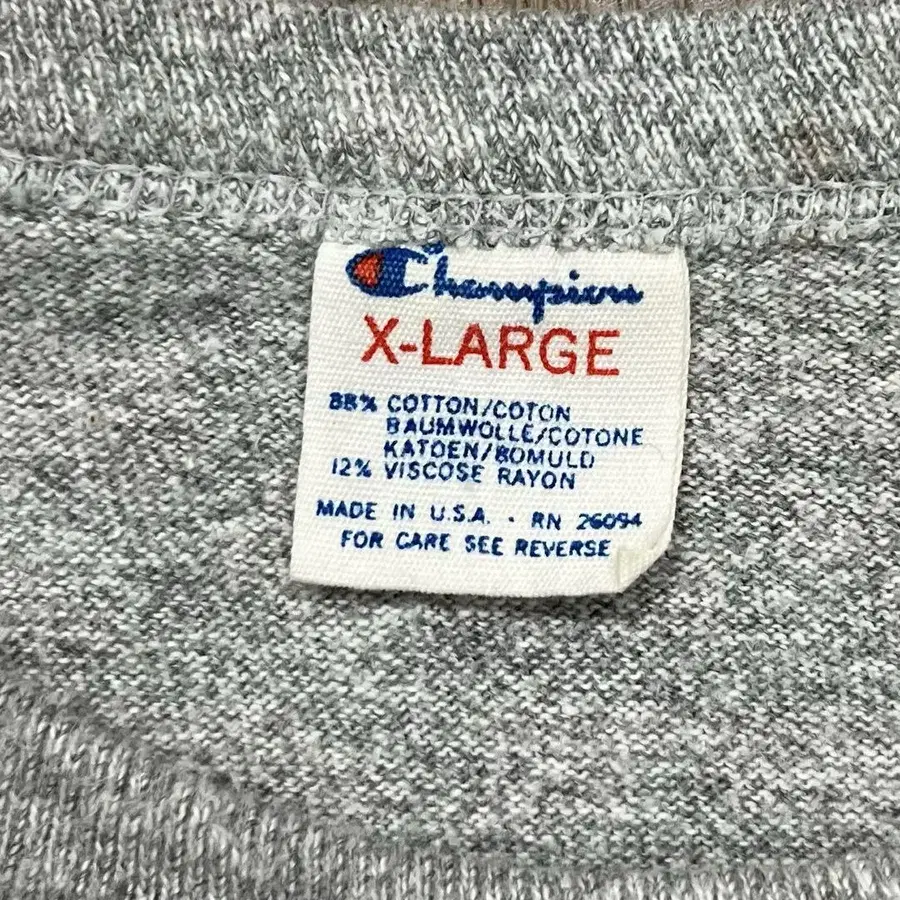 Champion
X-LARGE
88% COTTON/COTON
BAUMWOLLE/COTONE
KATOEN/BOMULD
12% VISCOSE RAYON
MADE IN U.S.A. · RN 26094
FOR CARE SEE REVERSE